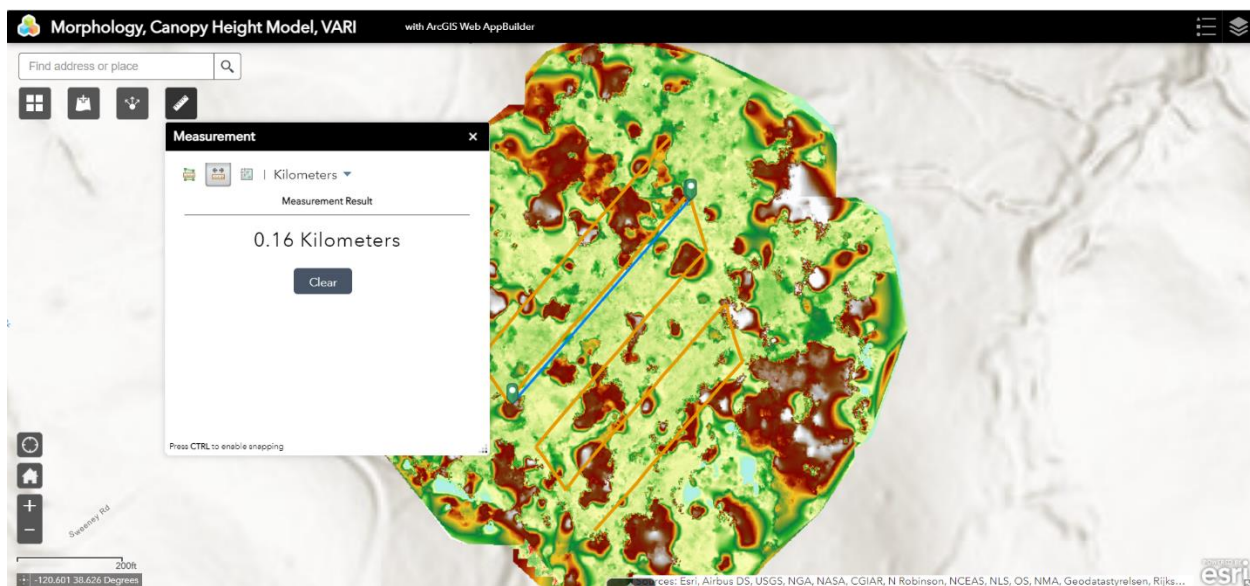 Morphology, Canopy Height Model, VARI with ArcGIS Web AppBuilder
Find address or place
Measurement
Kilometers
Measurement Result
0.16 Kilometers
Clear
Press CTRL to enable snapping
Sweeney Rd
200ft
-120.601 38.626 Degrees
Sources: Esri, Airbus DS, USGS, NGA, NASA, CGIAR, N Robinson, NCEAS, NLS, OS, NMA, Geodatastyrelsen, Rijks...
esri